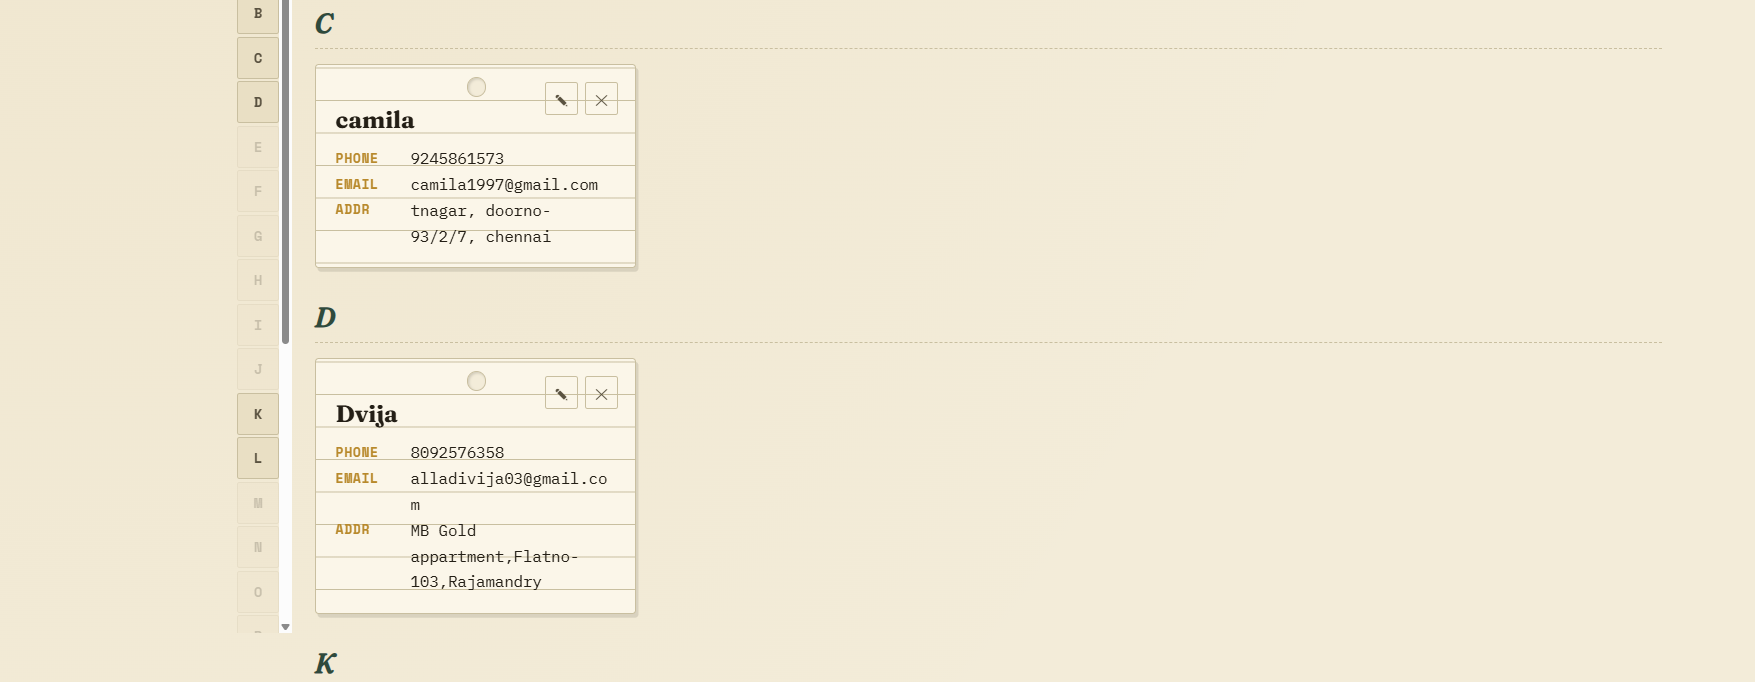 B
C
D
E
F
G
H
I
J
K
L
M
N
O
C
camila
PHONE 9245861573
EMAIL camila1997@gmail.com
ADDR tnagar, doorno-
93/2/7, chennai
D
Dvija
PHONE 8092576358
EMAIL alladivija03@gmail.co
m
ADDR MB Gold
appartment,Flatno-
103,Rajamandry
K